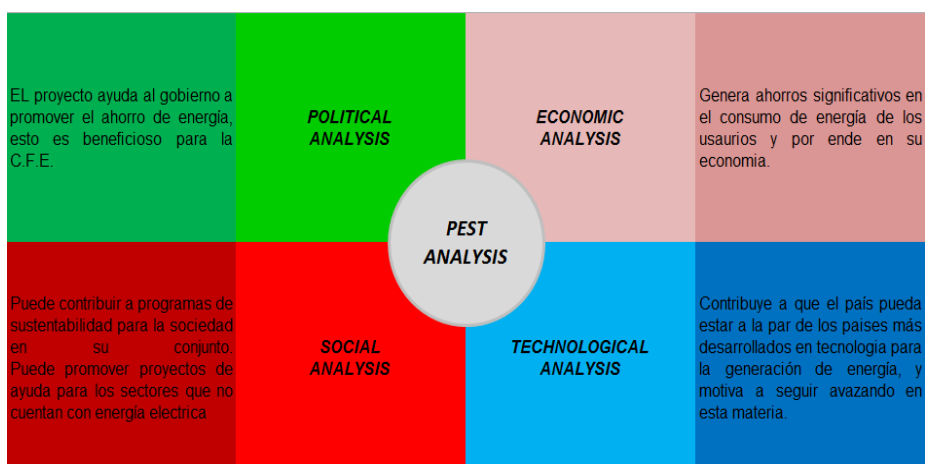 EL proyecto ayuda al gobierno a
promover el ahorro de energía,
esto es beneficioso para la
C.F.E.
POLITICAL
ANALYSIS
ECONOMIC
ANALYSIS
Genera ahorros significativos en
el consumo de energía de los
usaurios y por ende en su
economia.
PEST
ANALYSIS
Puede contribuir a programas de
sustentabilidad para la sociedad
en su conjunto.
Puede promover proyectos de
ayuda para los sectores que no
cuentan con energía electrica
SOCIAL
ANALYSIS
TECHNOLOGICAL
ANALYSIS
Contribuye a que el país pueda
estar a la par de los paises más
desarrollados en tecnologia para
la generación de energía, y
motiva a seguir avazando en
esta materia.